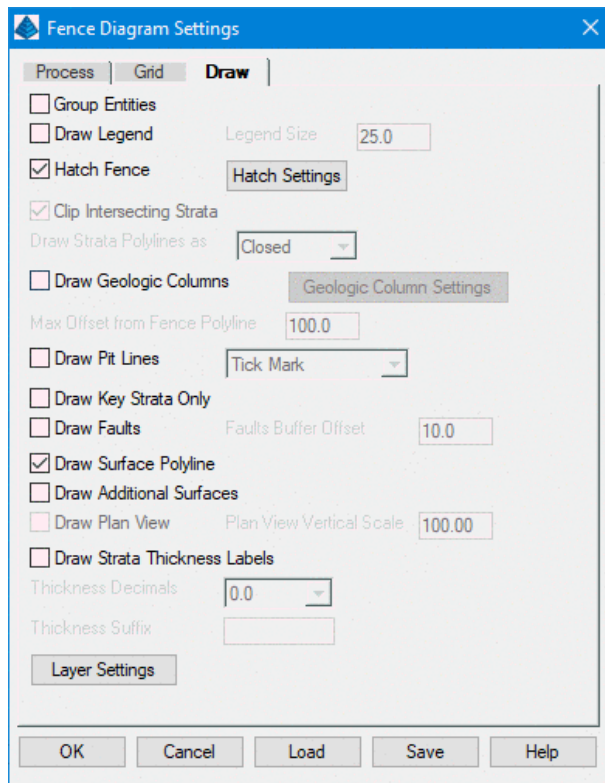 Fence Diagram Settings
Process Grid Draw
Group Entities
Draw Legend Legend Size 25.0
Hatch Fence Hatch Settings
Clip Intersecting Strata
Draw Strata Polylines as Closed
Draw Geologic Columns Geologic Column Settings
Max Offset from Fence Polyline 100.0
Draw Pit Lines Tick Mark
Draw Key Strata Only
Draw Faults Faults Buffer Offset 10.0
Draw Surface Polyline
Draw Additional Surfaces
Draw Plan View Plan View Vertical Scale 100.00
Draw Strata Thickness Labels
Thickness Decimals 0.0
Thickness Suffix
Layer Settings
OK Cancel Load Save Help